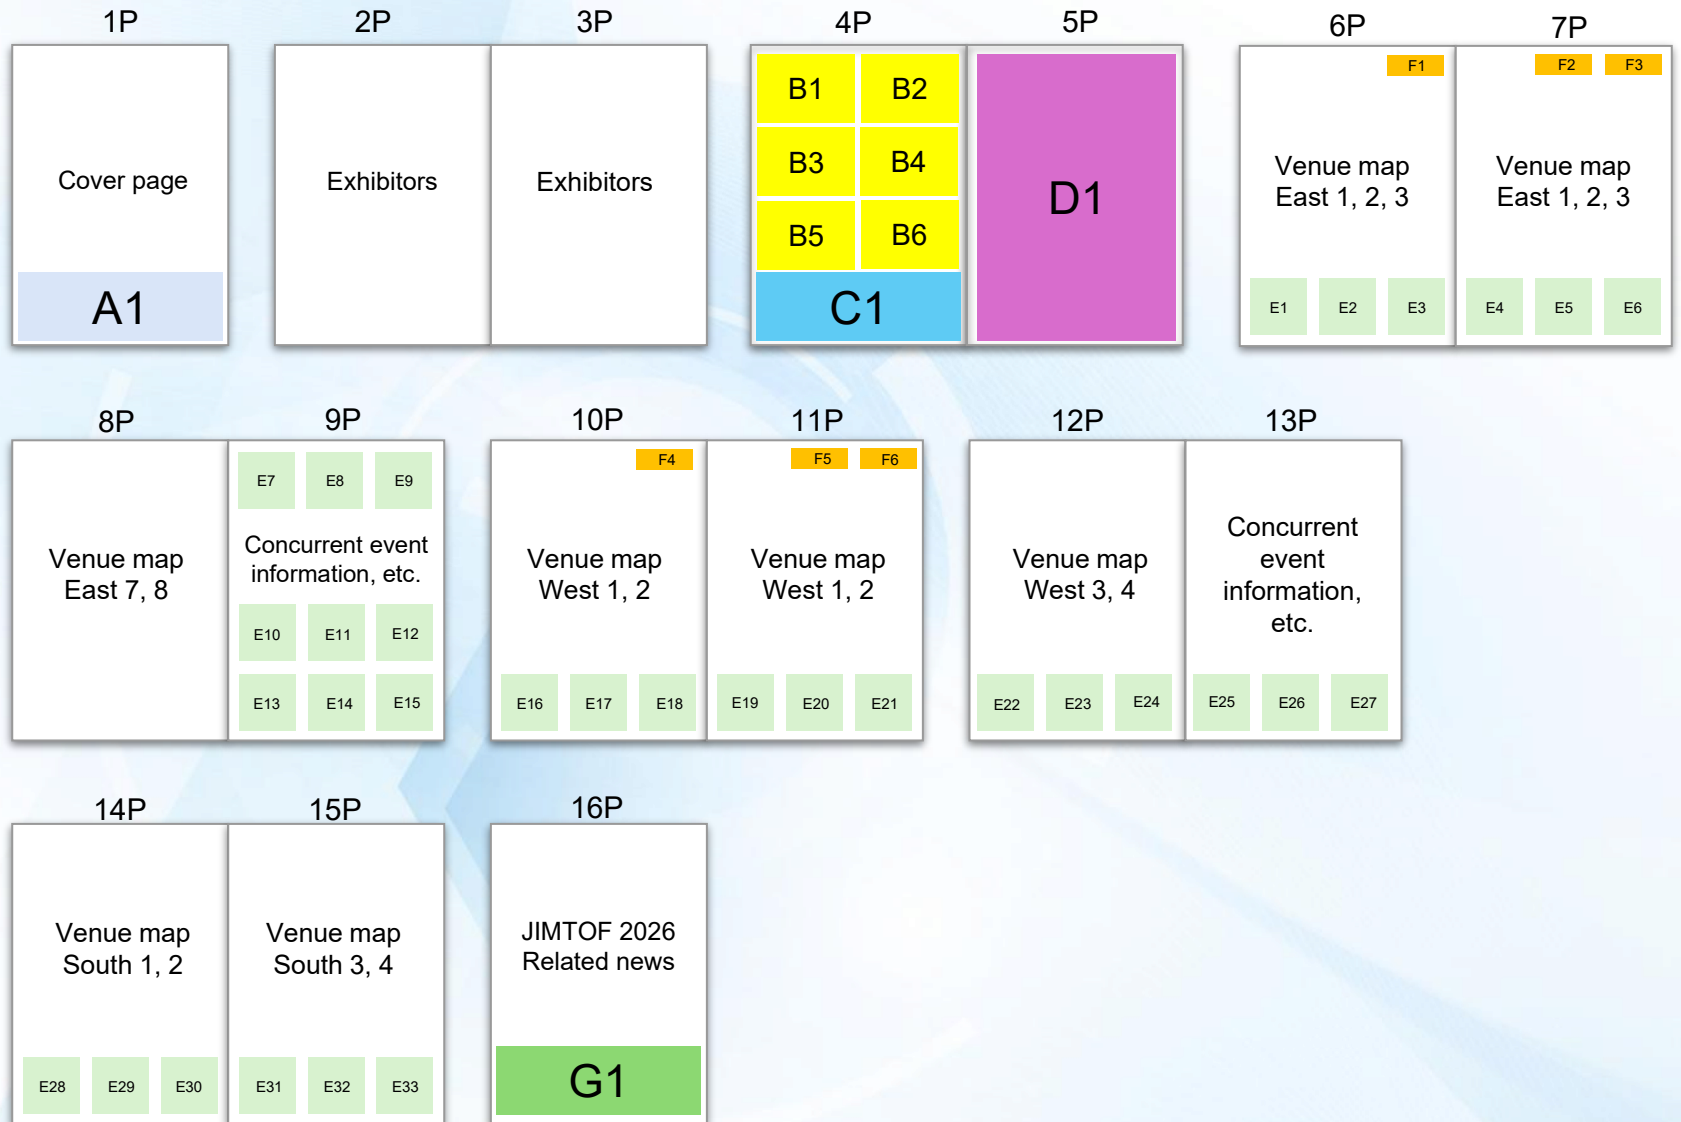 1P
2P
3P
4P
5P
6P
7P
Cover page
A1
Exhibitors
Exhibitors
B1
B2
B3
B4
B5
B6
C1
D1
F1
Venue map
East 1, 2, 3
E1
E2
E3
F2
F3
Venue map
East 1, 2, 3
E4
E5
E6
8P
9P
10P
11P
12P
13P
Venue map
East 7, 8
E7
E8
E9
Concurrent event
information, etc.
E10
E11
E12
E13
E14
E15
F4
Venue map
West 1, 2
E16
E17
E18
F5
F6
Venue map
West 1, 2
E19
E20
E21
Venue map
West 3, 4
E22
E23
E24
Concurrent
event
information,
etc.
E25
E26
E27
14P
15P
16P
Venue map
South 1, 2
E28
E29
E30
Venue map
South 3, 4
E31
E32
E33
JIMTOF 2026
Related news
G1